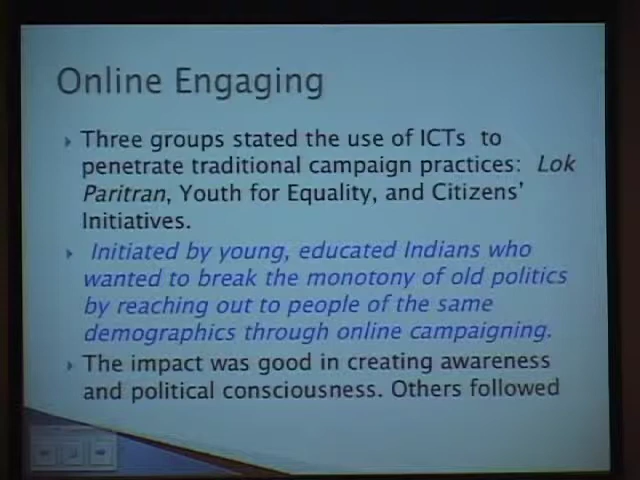 Online Engaging
Three groups stated the use of ICTs to
penetrate traditional campaign practices: Lok
Paritran, Youth for Equality, and Citizens'
Initiatives.
Initiated by young, educated Indians who
wanted to break the monotony of old politics
by reaching out to people of the same
demographics through online campaigning.
The impact was good in creating awareness
and political consciousness. Others followed